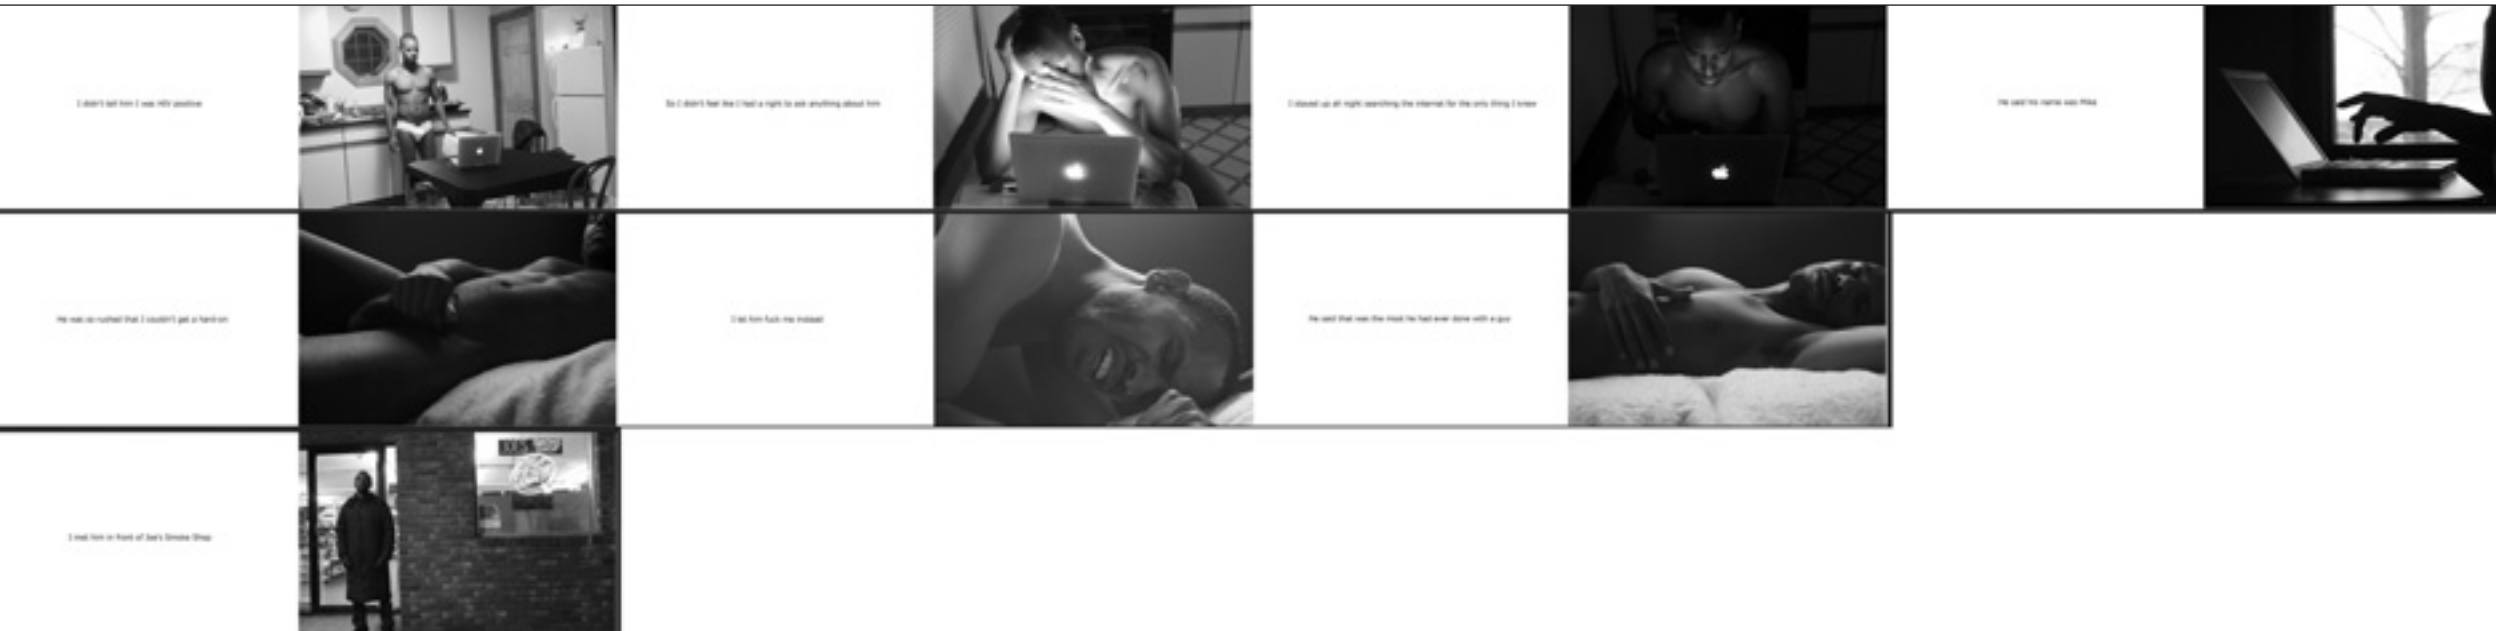 I didn't tell him I was HIV positive
So I didn't feel like I had a right to ask anything about him
I stayed up all night searching the internet for the only thing I knew
He said his name was Mike
He was so rushed that I couldn't get a hard-on
I let him fuck me instead
He said that was the most he had ever done with a guy
I met him in front of Joe's Smoke Shop
JOE'S